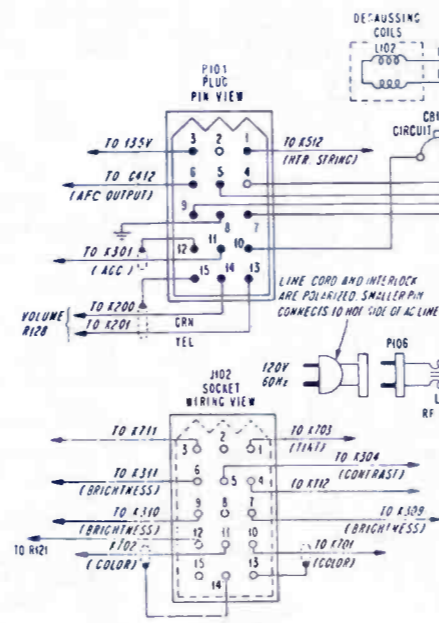 DEGAUSSING
COILS
L102
P101
PLUG
PIN VIEW
CIRCUIT
TO 135V
3 2 1
TO K512
(HTR. STRING)
TO C412
6 5 4
(AFC OUTPUT)
9 8 7
TO K301
12 11 10
(AGC)
15 14 13
VOLUME
R128
TO K200
GRN
TO K201
YEL
LINE CORD AND INTERLOCK
ARE POLARIZED. SMALLER PIN
CONNECTS TO HOT SIDE OF AC LINE
120V
60Hz
P106
RF
J102
SOCKET
WIRING VIEW
TO K711
3 2 1
TO K703
(TINT)
TO K311
6 5 4
TO K304
(BRIGHTNESS)
(CONTRAST)
TO K712
TO K310
9 8 7
TO K309
(BRIGHTNESS)
(BRIGHTNESS)
TO R121
K702
12 11 10
TO K701
(COLOR)
(COLOR)
15 14 13